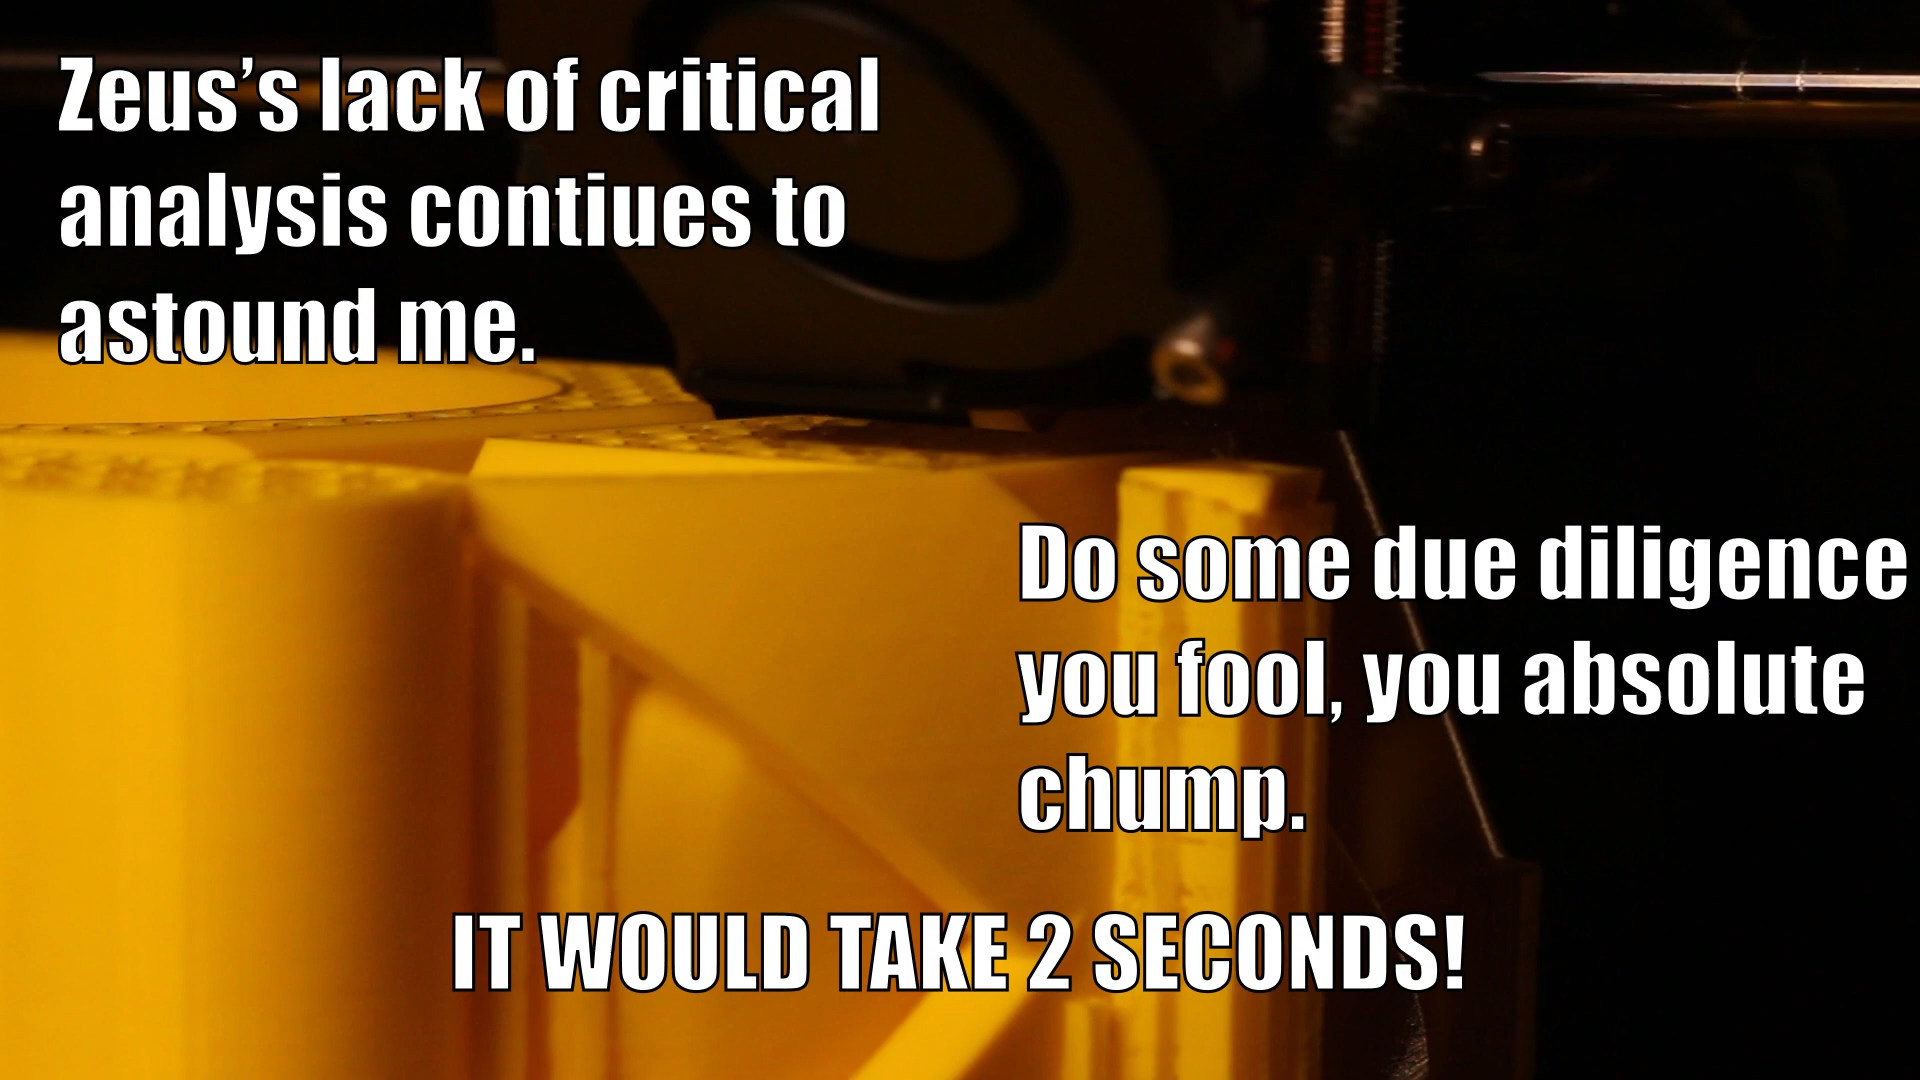 Zeus’s lack of critical
analysis contiues to
astound me.
Do some due diligence
you fool, you absolute
chump.
IT WOULD TAKE 2 SECONDS!